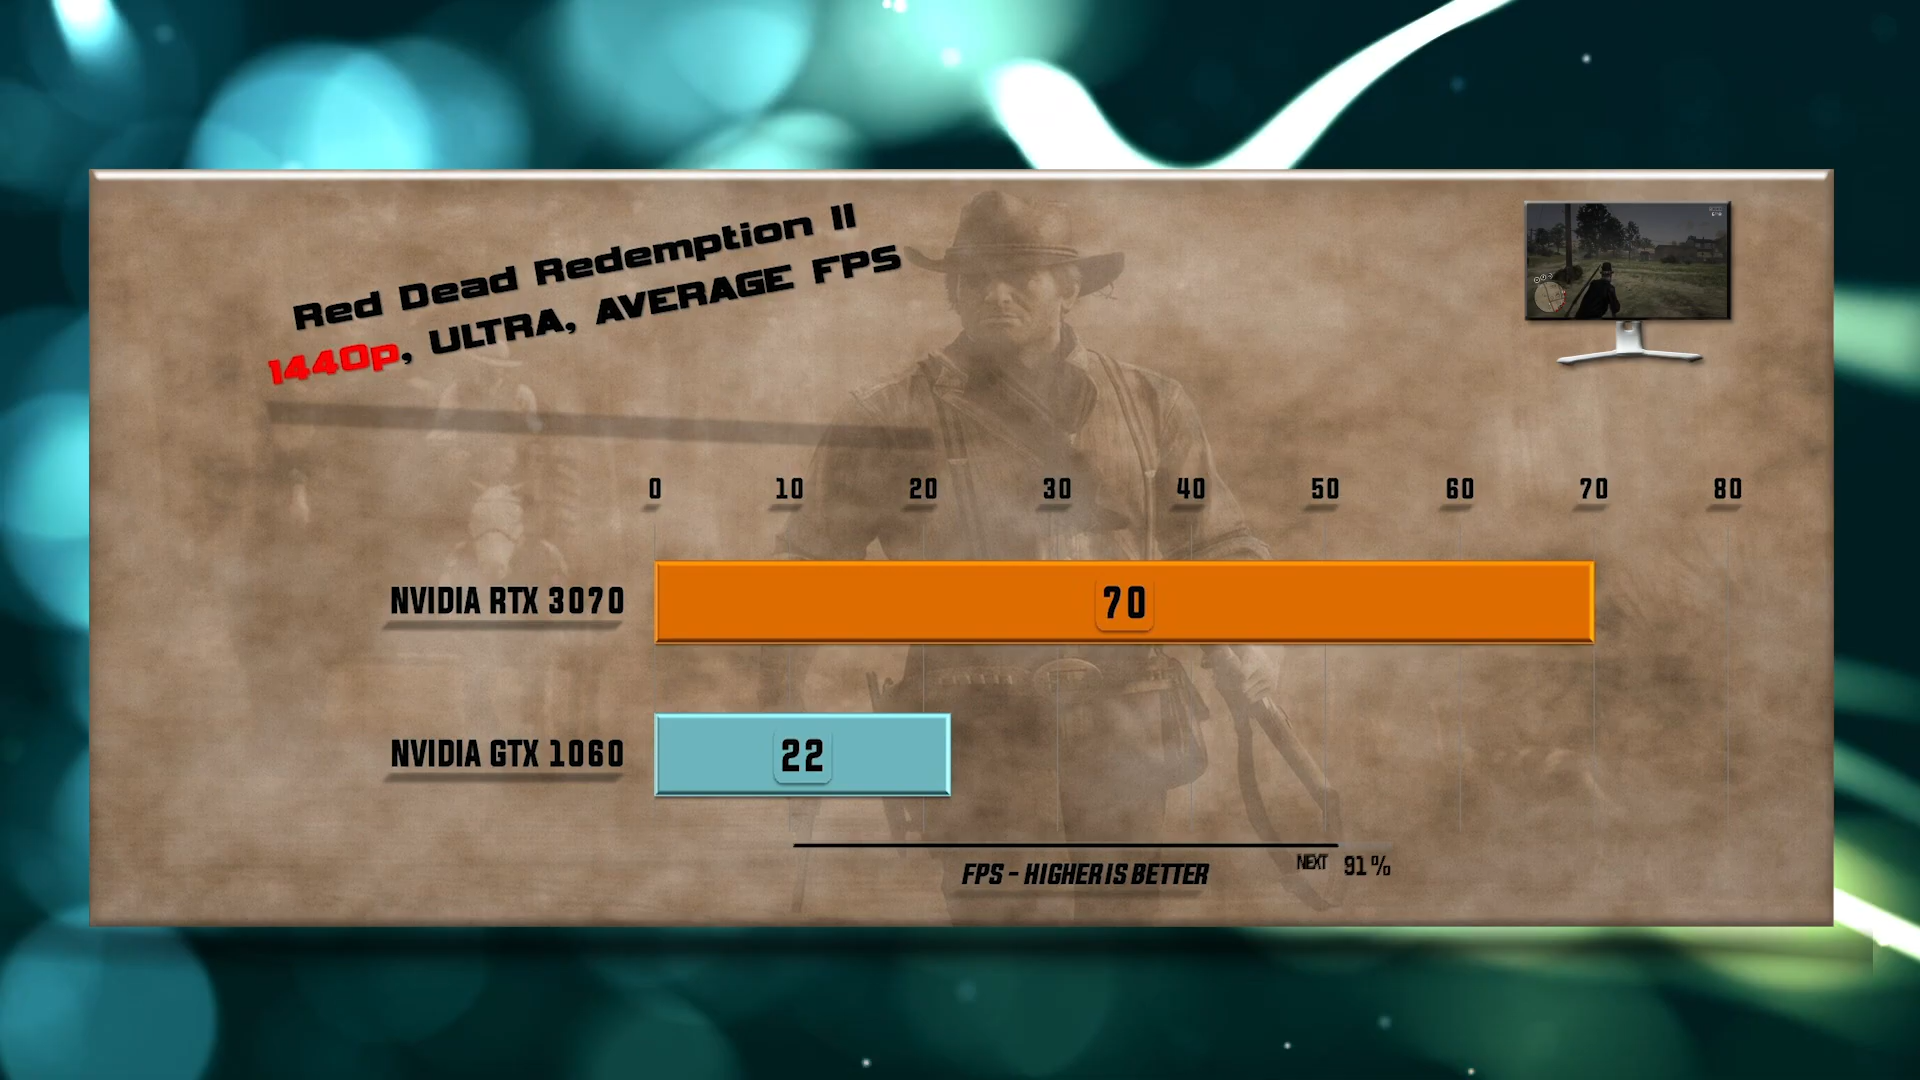 Red Dead Redemption II
1440p, ULTRA, AVERAGE FPS
0 10 20 30 40 50 60 70 80
NVIDIA RTX 3070 70
NVIDIA GTX 1060 22
FPS - HIGHER IS BETTER
NEXT 91%